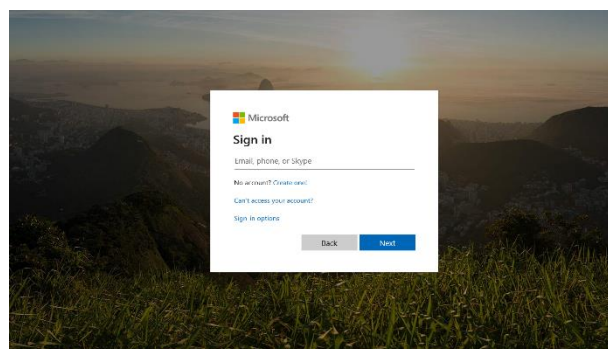 Microsoft
Sign in
Email, phone, or Skype
No account? Create one!
Can't access your account?
Sign in options
Back Next